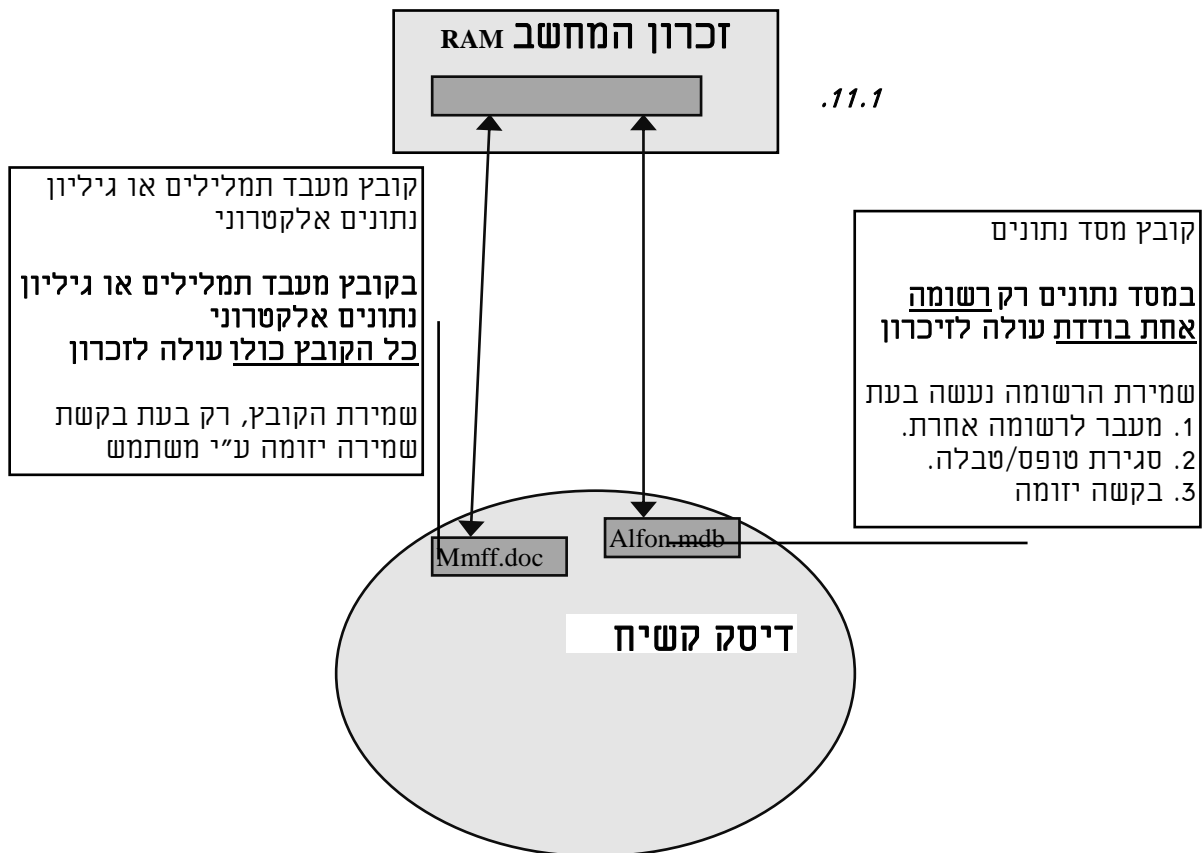 זכרון המחשב RAM
.11.1
קובץ מעבד תמלילים או גיליון
נתונים אלקטרוני
בקובץ מעבד תמלילים או גיליון
נתונים אלקטרוני
כל הקובץ כולו עולה לזכרון
שמירת הקובץ, רק בעת בקשת
שמירה יזומה ע״י משתמש
קובץ מסד נתונים
במסד נתונים רק רשומה
אחת בודדת עולה לזיכרון
שמירת הרשומה נעשה בעת
1. מעבר לרשומה אחרת.
2. סגירת טופס/טבלה.
3. בקשה יזומה
Mmff.doc
Alfon.mdb
דיסק קשיח